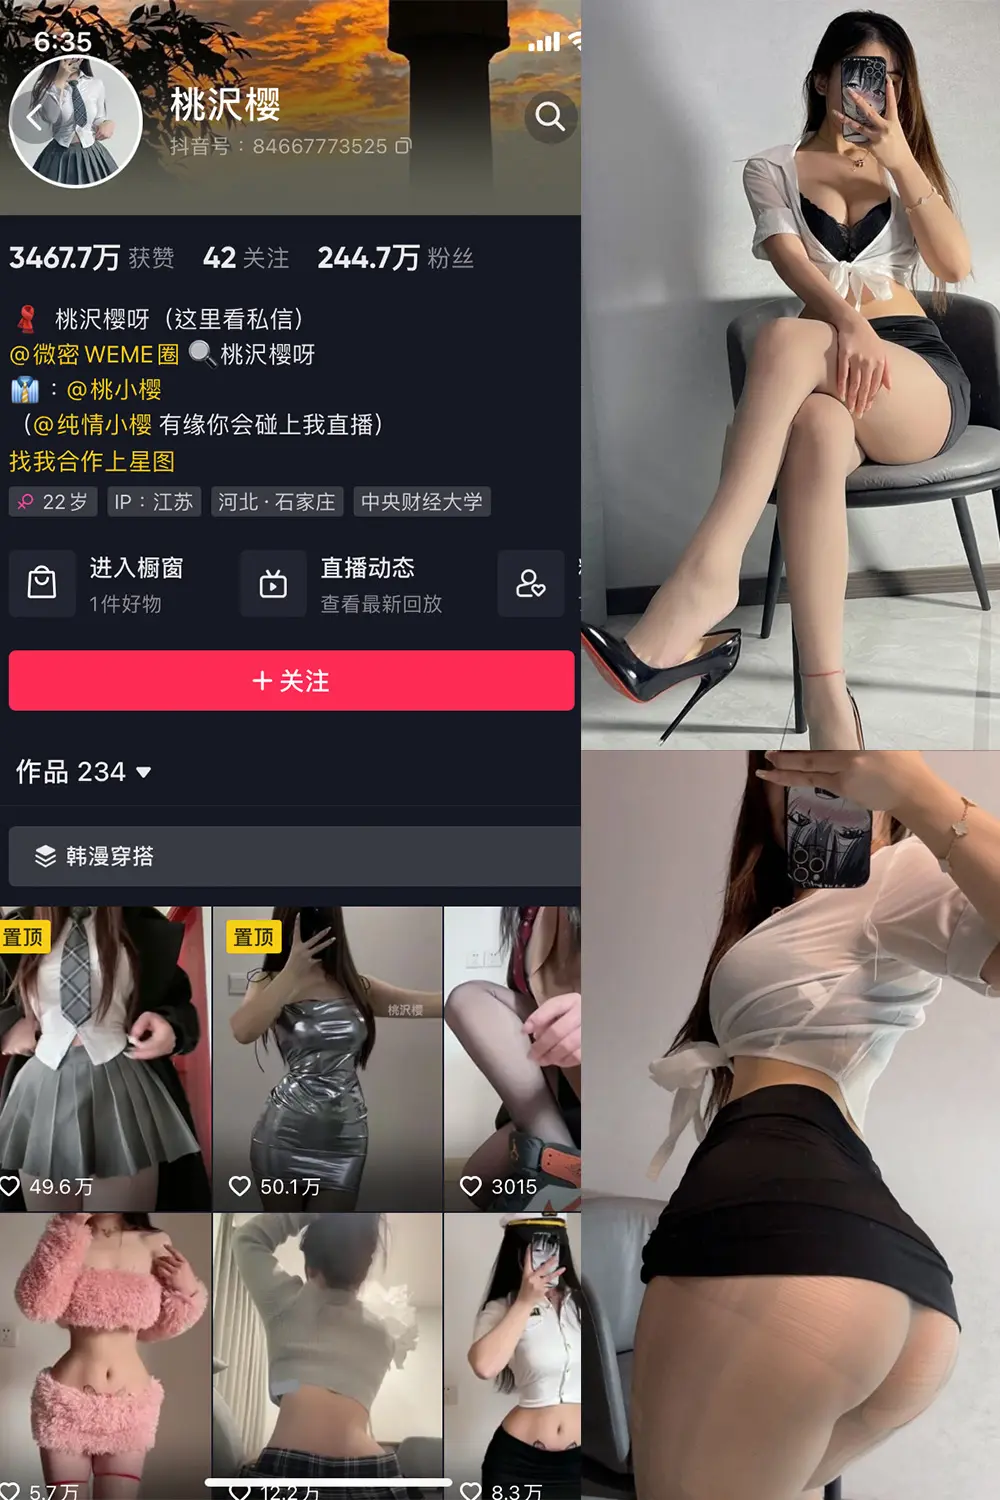 6:35
桃沢樱
抖音号：84667773525
3467.7万 获赞 42 关注 244.7万 粉丝
桃沢樱呀（这里看私信）
@微密WEME圈 桃沢樱呀
：@桃小樱
（@纯情小樱 有缘你会碰上我直播）
找我合作上星图
22岁 IP：江苏 河北·石家庄 中央财经大学
进入橱窗 直播动态
1件好物 查看最新回放
+ 关注
作品 234
韩漫穿搭
置顶 置顶
桃沢樱
49.6万 50.1万 3015
5.7万 12.2万 8.3万